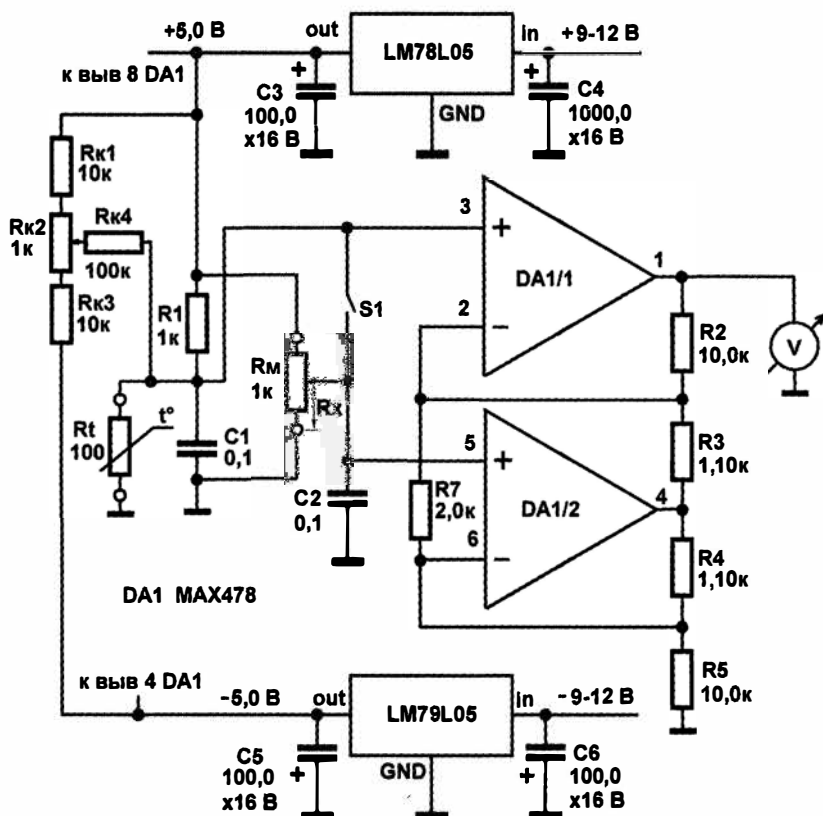 +5,0 В
out
LM78L05
in
+9-12 В
к выв 8 DA1
+
C3
100,0
x16 В
GND
+
C4
1000,0
x16 В
Rк1
10к
Rк2
1к
Rк4
100к
Rк3
10к
R1
1к
S1
Rм
1к
Rx
3
+
DA1/1
1
2
−
V
R2
10,0к
R3
1,10к
Rt
100
t°
C1
0,1
C2
0,1
5
+
R7
2,0к
DA1/2
4
6
−
R4
1,10к
DA1 MAX478
R5
10,0к
к выв 4 DA1
-5,0 В
out
LM79L05
in
-9-12 В
GND
C5
100,0
x16 В
+
C6
100,0
x16 В
+